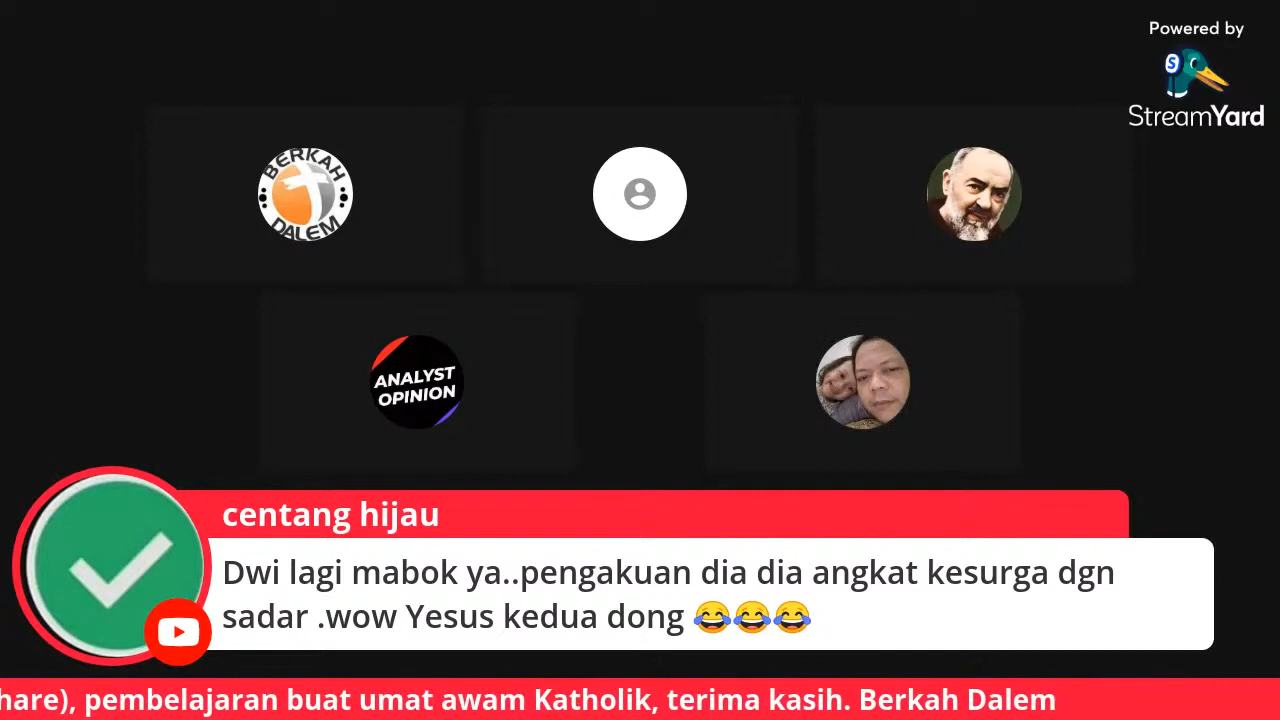 Powered by
StreamYard
BERKAH
DALEM
ANALYST
OPINION
centang hijau
Dwi lagi mabok ya..pengakuan dia dia angkat kesurga dgn
sadar .wow Yesus kedua dong 😂😂😂
hare), pembelajaran buat umat awam Katholik, terima kasih. Berkah Dalem